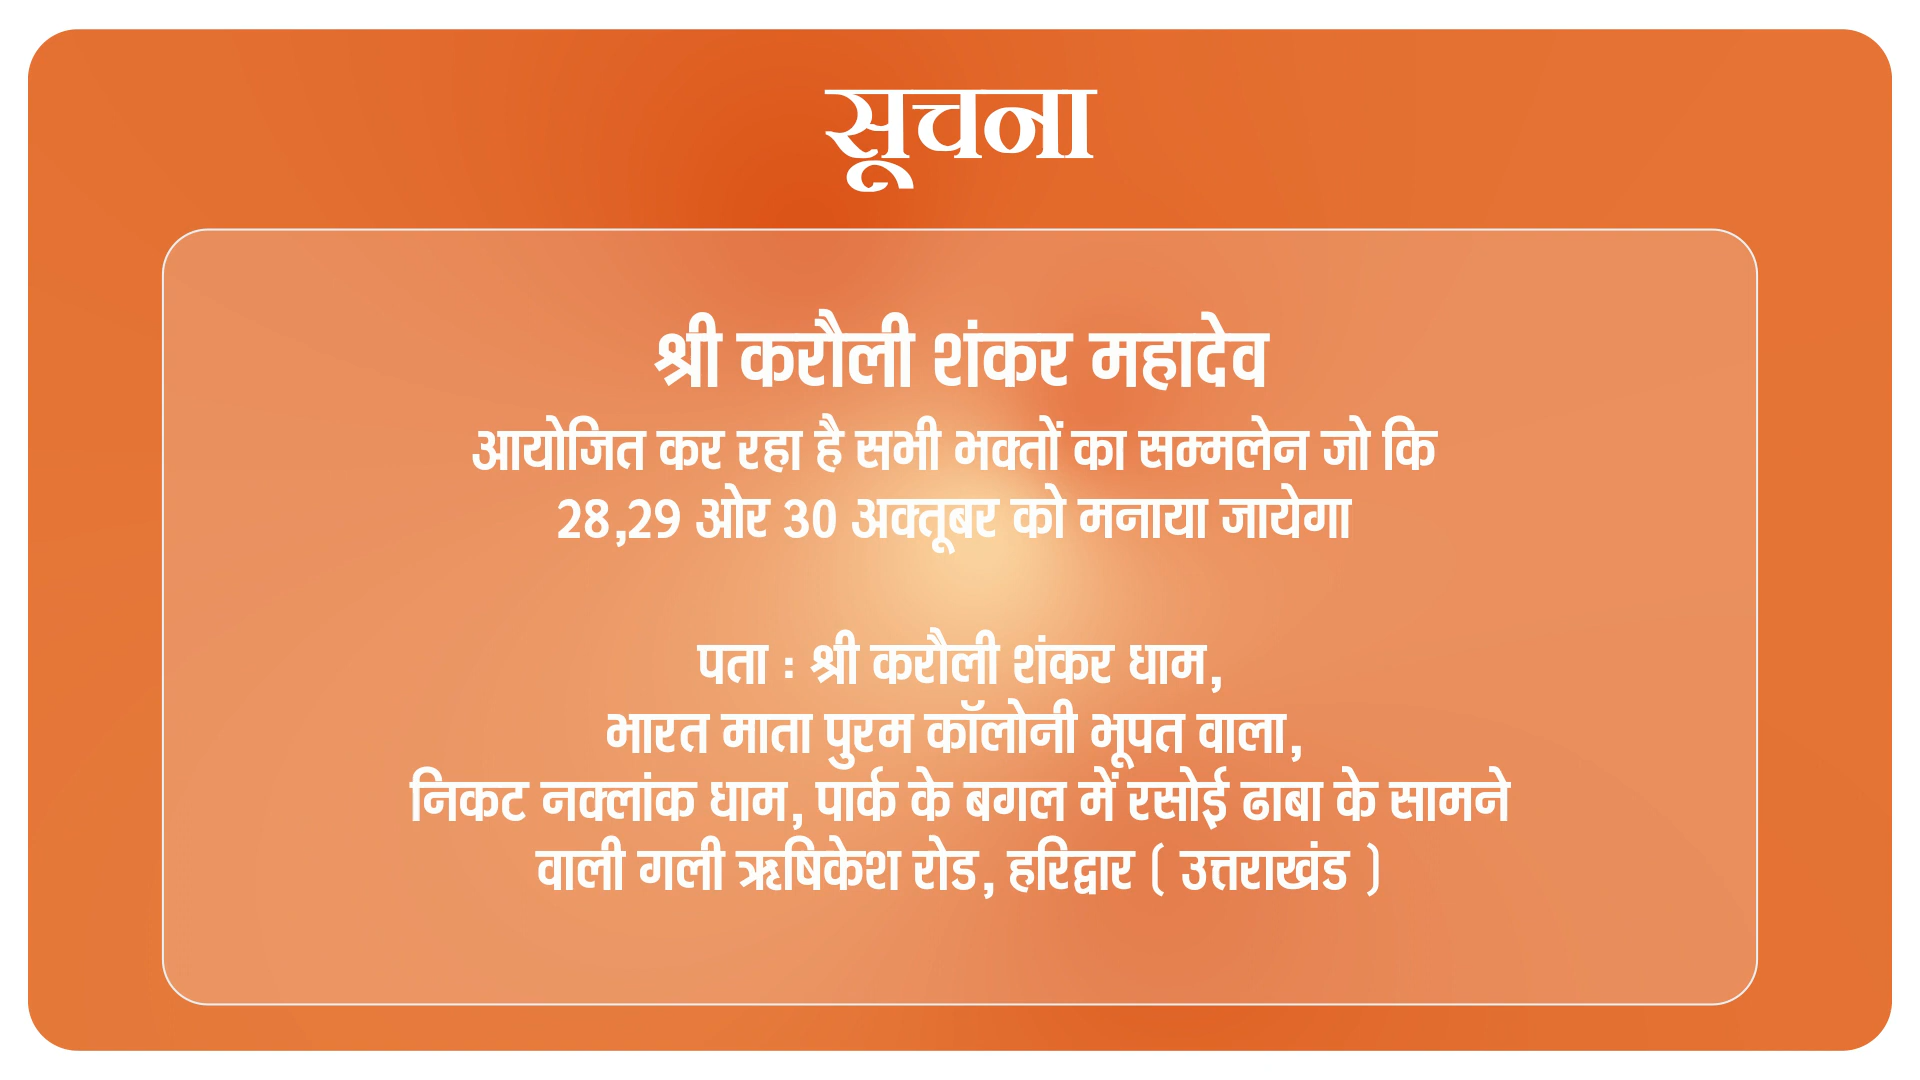 सूचना
श्री करौली शंकर महादेव
आयोजित कर रहा है सभी भक्तों का सम्मलेन जो कि
28,29 ओर 30 अक्तूबर को मनाया जायेगा
पता : श्री करौली शंकर धाम,
भारत माता पुरम कॉलोनी भूपत वाला,
निकट नक्लांक धाम, पार्क के बगल में रसोई ढाबा के सामने
वाली गली ऋषिकेश रोड, हरिद्वार ( उत्तराखंड )